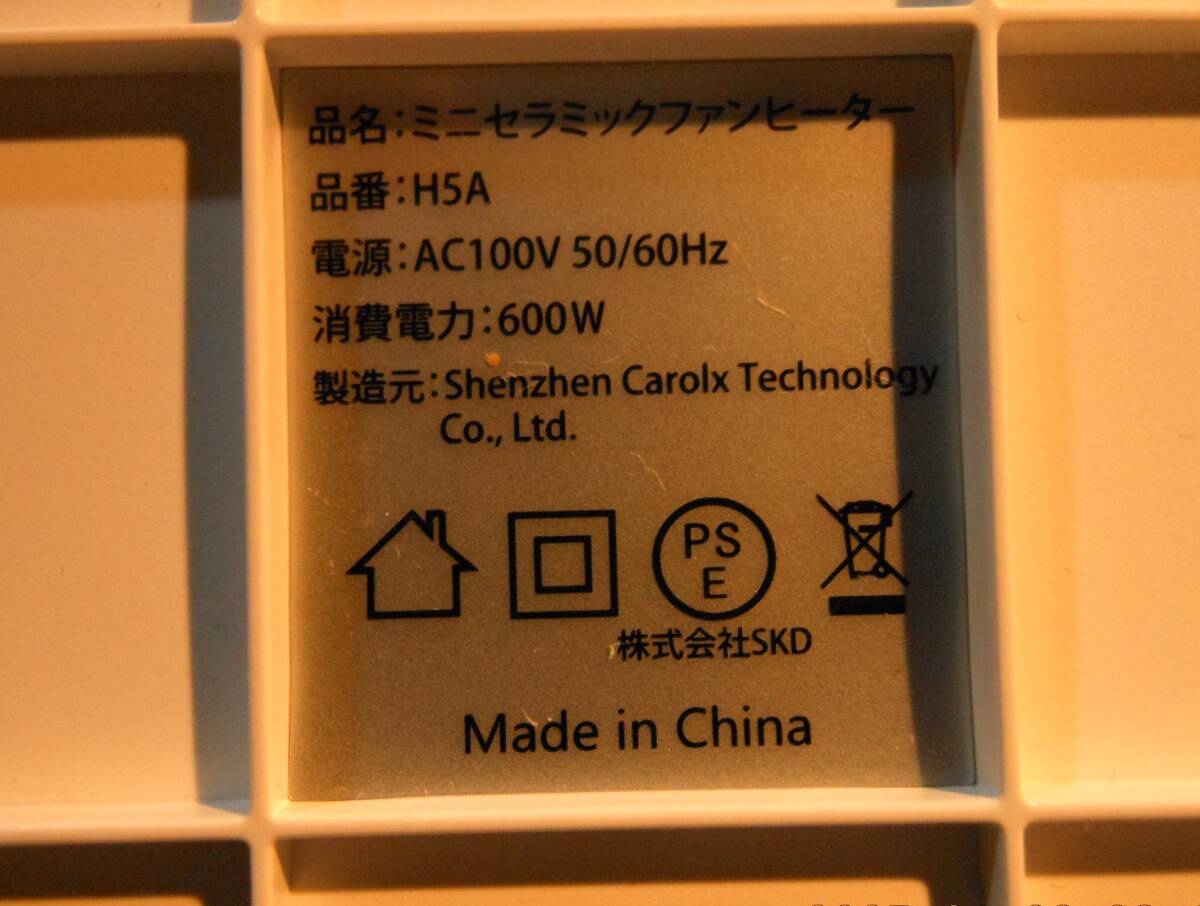 品名：ミニセラミックファンヒーター
品番：H5A
電源：AC100V 50/60Hz
消費電力：600W
製造元：Shenzhen Carolx Technology
Co., Ltd.
PS
E
株式会社SKD
Made in China